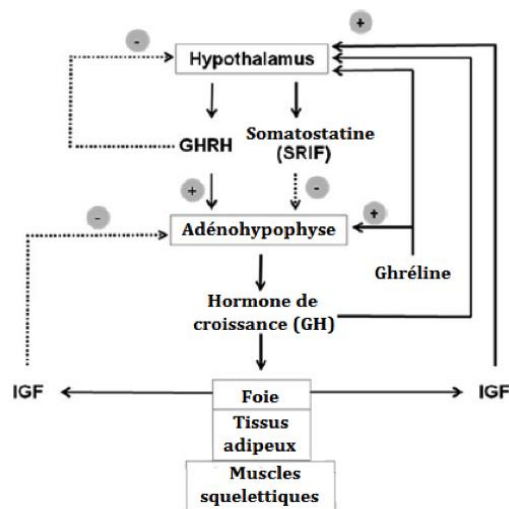 +
-
Hypothalamus
GHRH
Somatostatine
(SRIF)
+
-
-
+
Adénohypophyse
Ghréline
Hormone de
croissance (GH)
IGF
Foie
IGF
Tissus
adipeux
Muscles
squelettiques